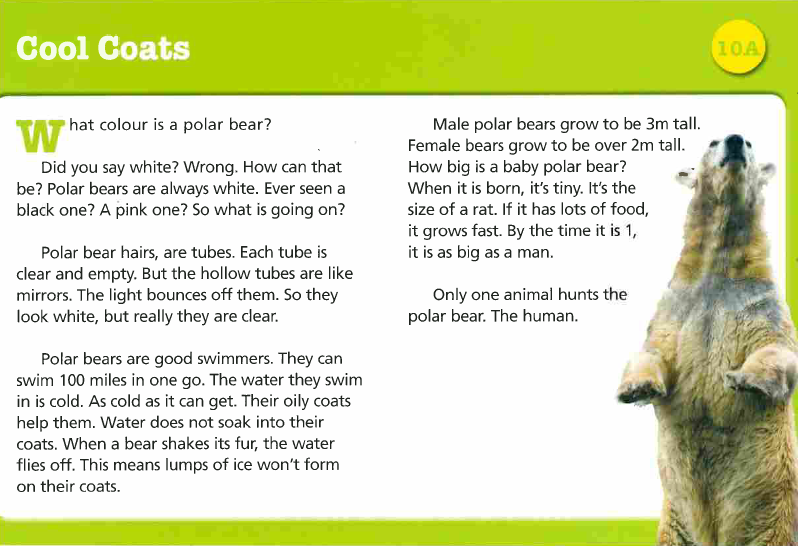 Cool Coats
10A
What colour is a polar bear?
Did you say white? Wrong. How can that
be? Polar bears are always white. Ever seen a
black one? A pink one? So what is going on?
Polar bear hairs, are tubes. Each tube is
clear and empty. But the hollow tubes are like
mirrors. The light bounces off them. So they
look white, but really they are clear.
Polar bears are good swimmers. They can
swim 100 miles in one go. The water they swim
in is cold. As cold as it can get. Their oily coats
help them. Water does not soak into their
coats. When a bear shakes its fur, the water
flies off. This means lumps of ice won't form
on their coats.
Male polar bears grow to be 3m tall.
Female bears grow to be over 2m tall.
How big is a baby polar bear?
When it is born, it's tiny. It's the
size of a rat. If it has lots of food,
it grows fast. By the time it is 1,
it is as big as a man.
Only one animal hunts the
polar bear. The human.